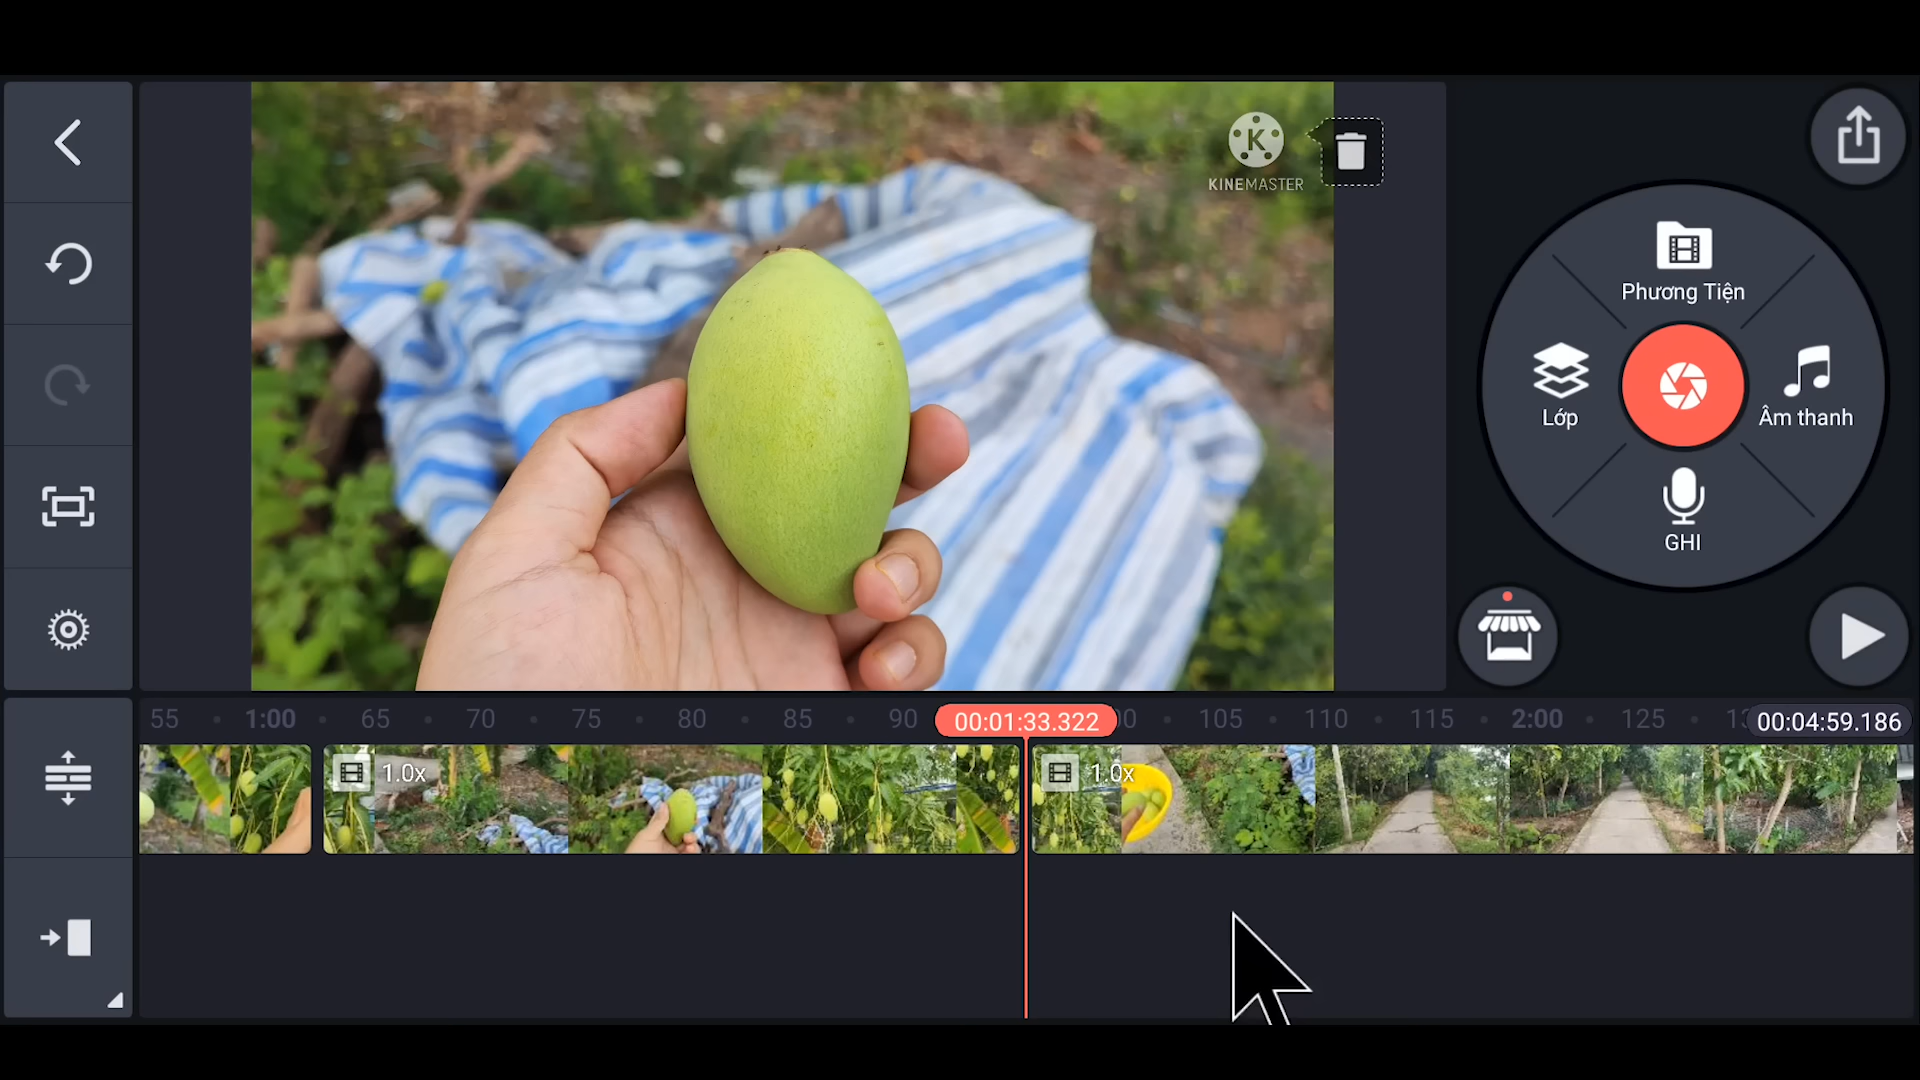 K
KINEMASTER
Phương Tiện
Lớp
Âm thanh
GHI
55 1:00 65 70 75 80 85 90 00:01:33.322 105 110 115 2:00 125 00:04:59.186
1.0x
1.0x